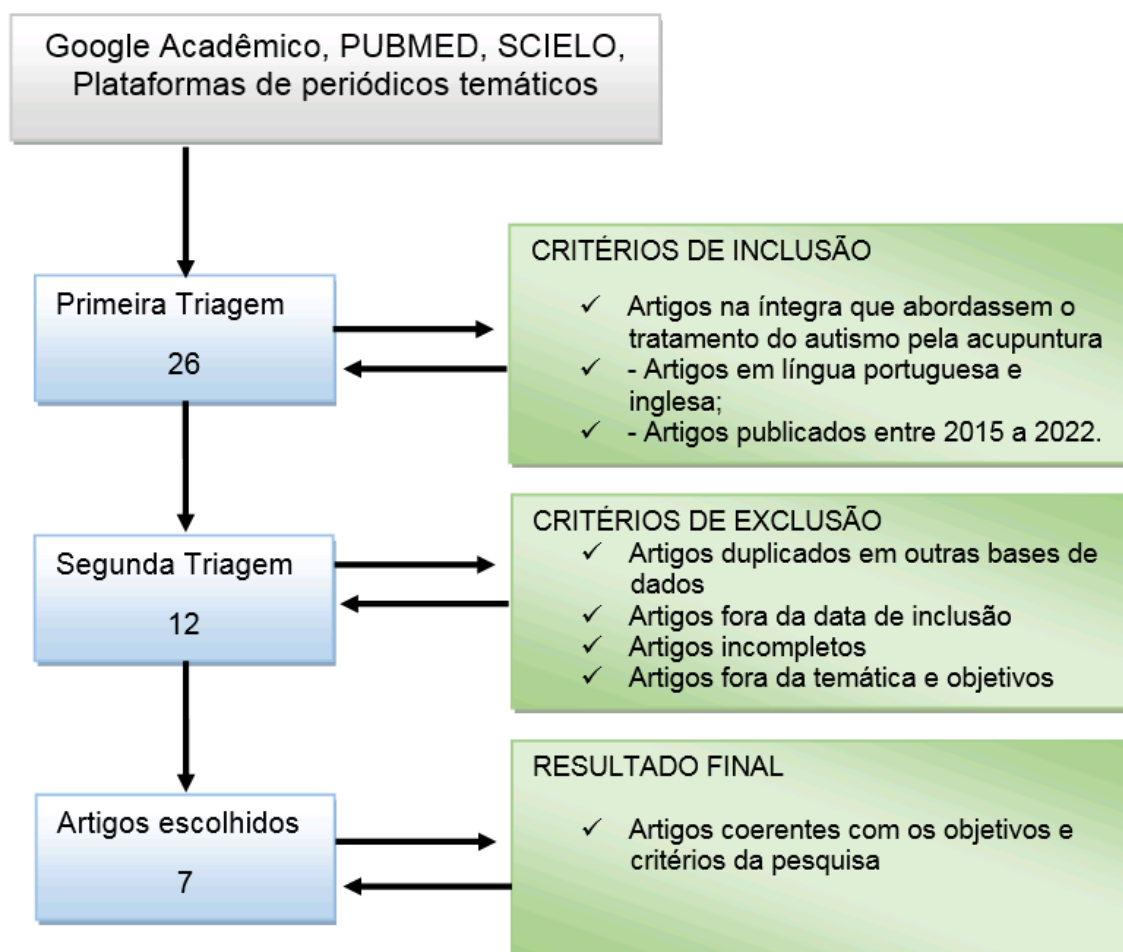 Google Acadêmico, PUBMED, SCIELO,
Plataformas de periódicos temáticos
Primeira Triagem
26
CRITÉRIOS DE INCLUSÃO
✓ Artigos na íntegra que abordassem o
tratamento do autismo pela acupuntura
✓ - Artigos em língua portuguesa e
inglesa;
✓ - Artigos publicados entre 2015 a 2022.
Segunda Triagem
12
CRITÉRIOS DE EXCLUSÃO
✓ Artigos duplicados em outras bases de
dados
✓ Artigos fora da data de inclusão
✓ Artigos incompletos
✓ Artigos fora da temática e objetivos
Artigos escolhidos
7
RESULTADO FINAL
✓ Artigos coerentes com os objetivos e
critérios da pesquisa